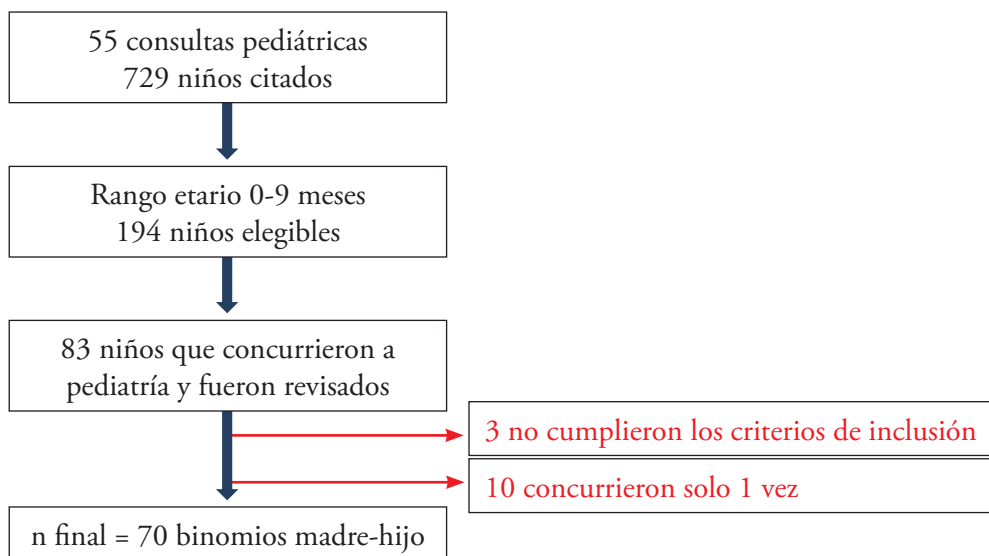 55 consultas pediátricas
729 niños citados
Rango etario 0-9 meses
194 niños elegibles
83 niños que concurrieron a
pediatría y fueron revisados
3 no cumplieron los criterios de inclusión
10 concurrieron solo 1 vez
n final = 70 binomios madre-hijo